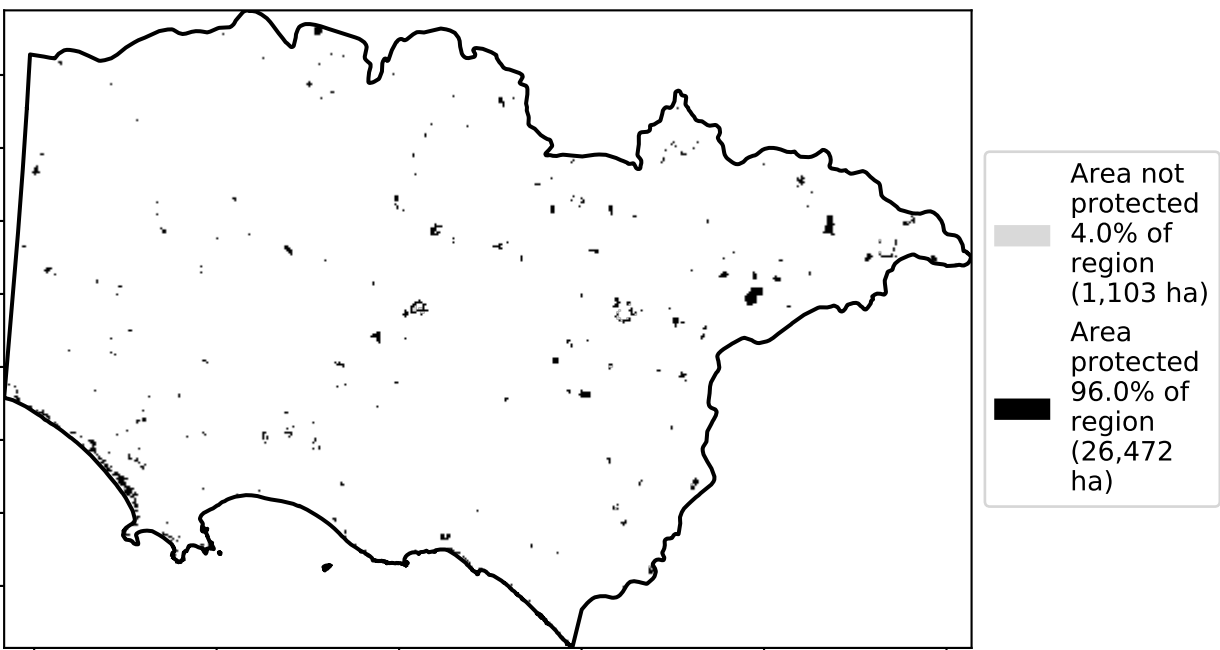 Area not
protected
4.0% of
region
(1,103 ha)
Area
protected
96.0% of
region
(26,472
ha)